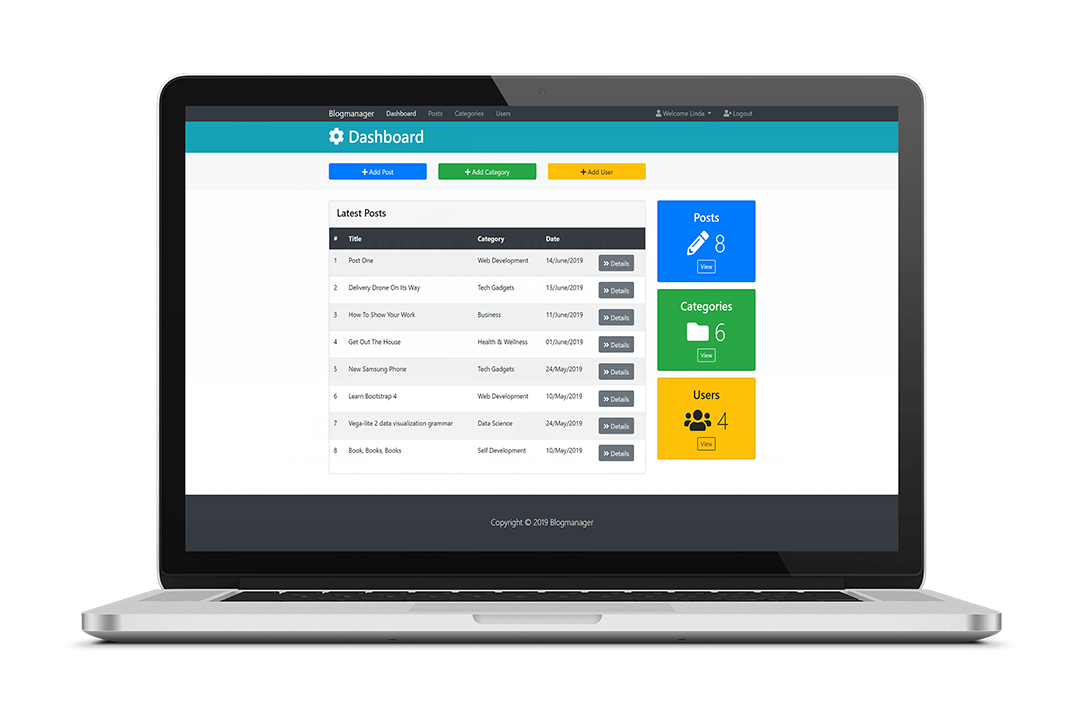 Blogmanager Dashboard Posts Categories Users Welcome Linda Logout
Dashboard
Add Post Add Category Add User
Latest Posts
# Title Category Date
1 Post One Web Development 14/June/2019 Details
2 Delivery Drone On Its Way Tech Gadgets 13/June/2019 Details
3 How To Show Your Work Business 11/June/2019 Details
4 Get Out The House Health & Wellness 01/June/2019 Details
5 New Samsung Phone Tech Gadgets 24/May/2019 Details
6 Learn Bootstrap 4 Web Development 10/May/2019 Details
7 Vega-lite 2 data visualization grammar Data Science 24/May/2019 Details
8 Book, Books, Books Self Development 10/May/2019 Details
Posts
8
View
Categories
6
View
Users
4
View
Copyright © 2019 Blogmanager